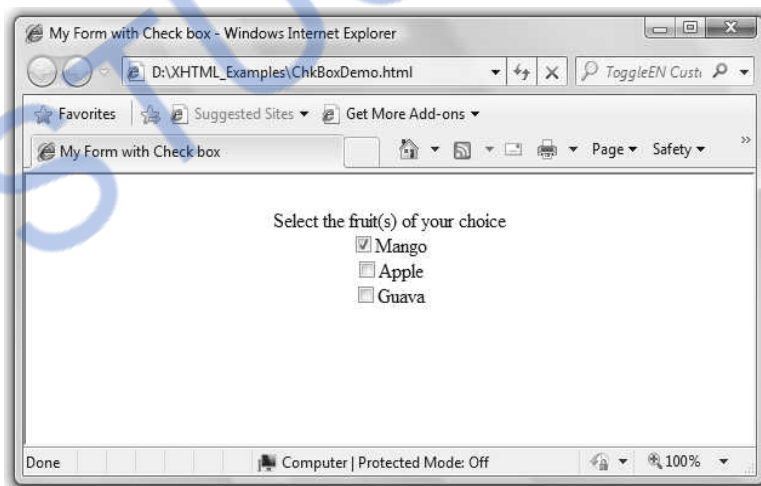 My Form with Check box - Windows Internet Explorer
D:\XHTML_Examples\ChkBoxDemo.html
ToggleEN Cust
Favorites Suggested Sites Get More Add-ons
My Form with Check box Page Safety
Select the fruit(s) of your choice
Mango
Apple
Guava
Done Computer | Protected Mode: Off 100%
STU